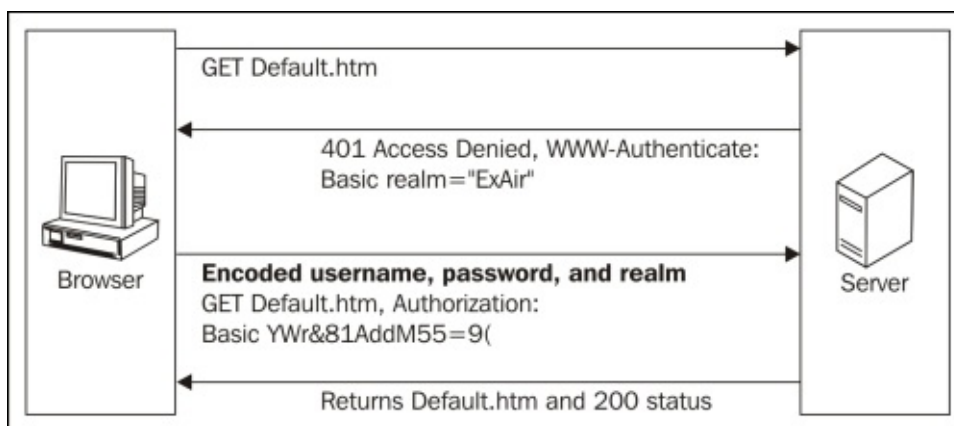 GET Default.htm
401 Access Denied, WWW-Authenticate:
Basic realm="ExAir"
Browser
Encoded username, password, and realm
GET Default.htm, Authorization:
Basic YWr&81AddM55=9(
Server
Returns Default.htm and 200 status